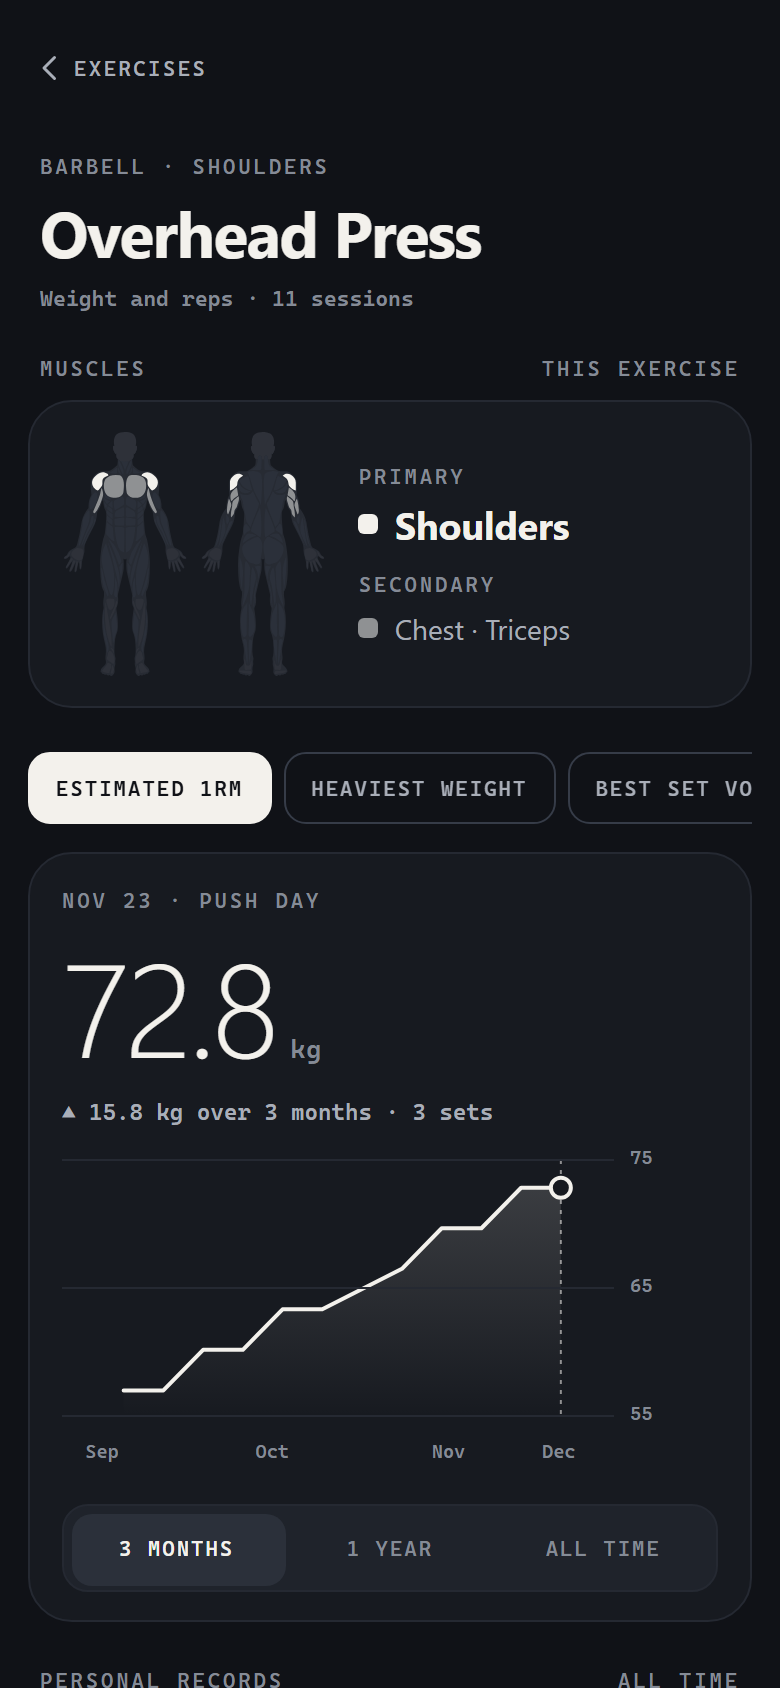 EXERCISES
BARBELL · SHOULDERS
Overhead Press
Weight and reps · 11 sessions
MUSCLES THIS EXERCISE
PRIMARY
Shoulders
SECONDARY
Chest · Triceps
ESTIMATED 1RM HEAVIEST WEIGHT BEST SET VO
NOV 23 · PUSH DAY
72.8 kg
▲ 15.8 kg over 3 months · 3 sets
75
65
55
Sep Oct Nov Dec
3 MONTHS 1 YEAR ALL TIME
PERSONAL RECORDS ALL TIME